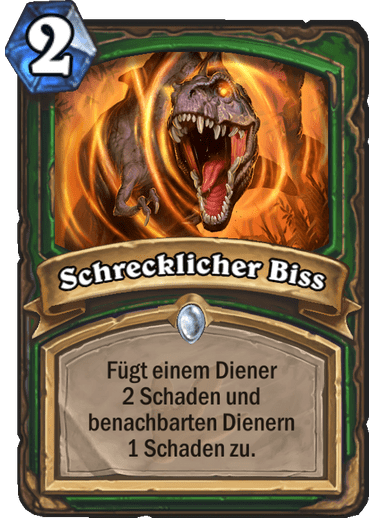 2
Schrecklicher Biss
Fügt einem Diener
2 Schaden und
benachbarten Dienern
1 Schaden zu.